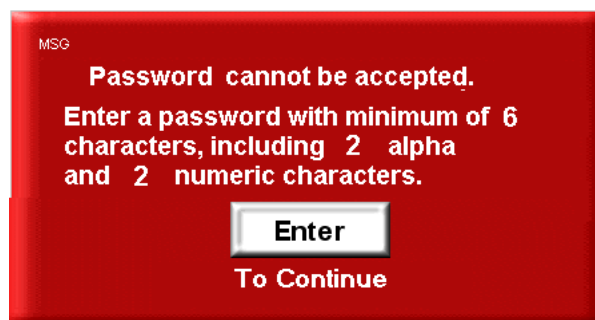 MSG
Password cannot be accepted.
Enter a password with minimum of 6
characters, including 2 alpha
and 2 numeric characters.
Enter
To Continue